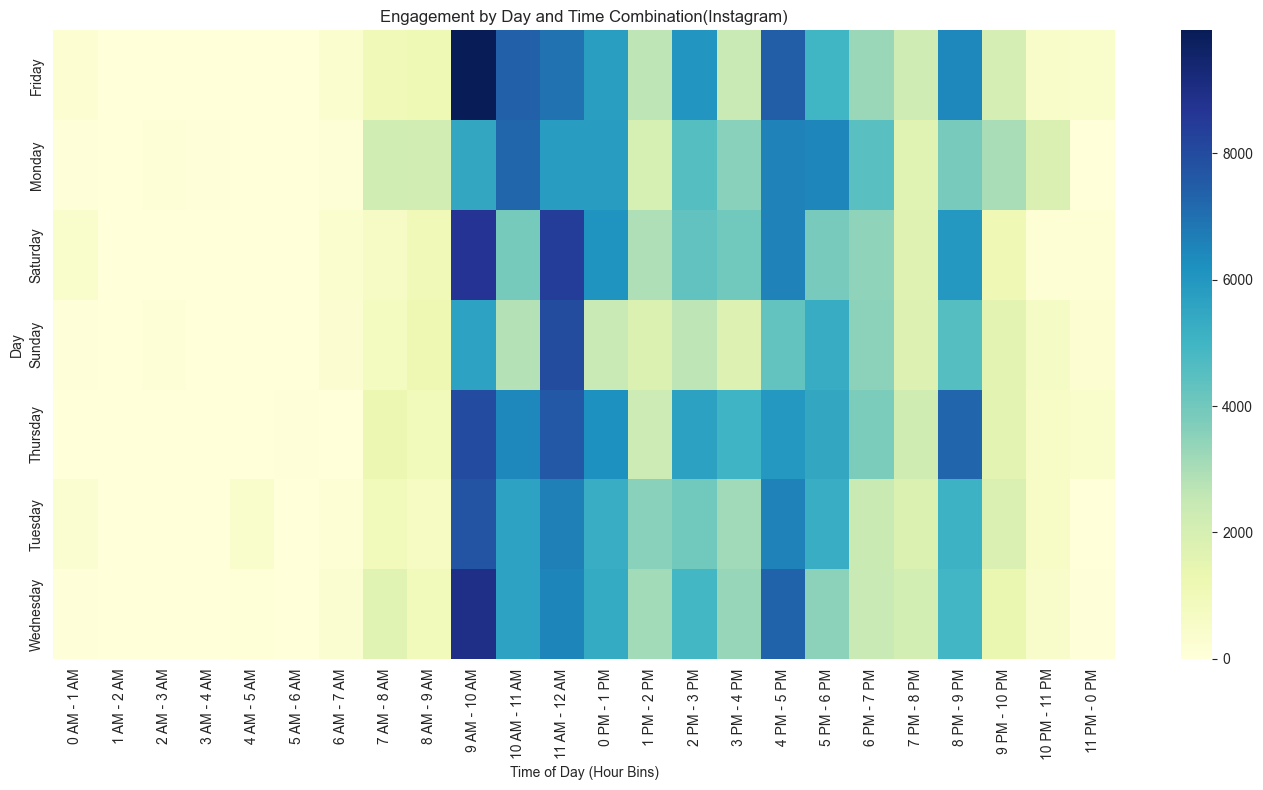 Engagement by Day and Time Combination(Instagram)
Day
Friday
Monday
Saturday
Sunday
Thursday
Tuesday
Wednesday
0 AM - 1 AM
1 AM - 2 AM
2 AM - 3 AM
3 AM - 4 AM
4 AM - 5 AM
5 AM - 6 AM
6 AM - 7 AM
7 AM - 8 AM
8 AM - 9 AM
9 AM - 10 AM
10 AM - 11 AM
11 AM - 12 AM
0 PM - 1 PM
1 PM - 2 PM
2 PM - 3 PM
3 PM - 4 PM
4 PM - 5 PM
5 PM - 6 PM
6 PM - 7 PM
7 PM - 8 PM
8 PM - 9 PM
9 PM - 10 PM
10 PM - 11 PM
11 PM - 0 PM
Time of Day (Hour Bins)
8000
6000
4000
2000
0